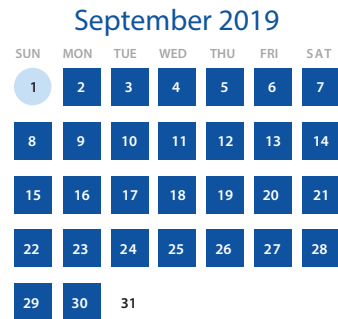 September 2019
SUN MON TUE WED THU FRI SAT
1 2 3 4 5 6 7
8 9 10 11 12 13 14
15 16 17 18 19 20 21
22 23 24 25 26 27 28
29 30 31